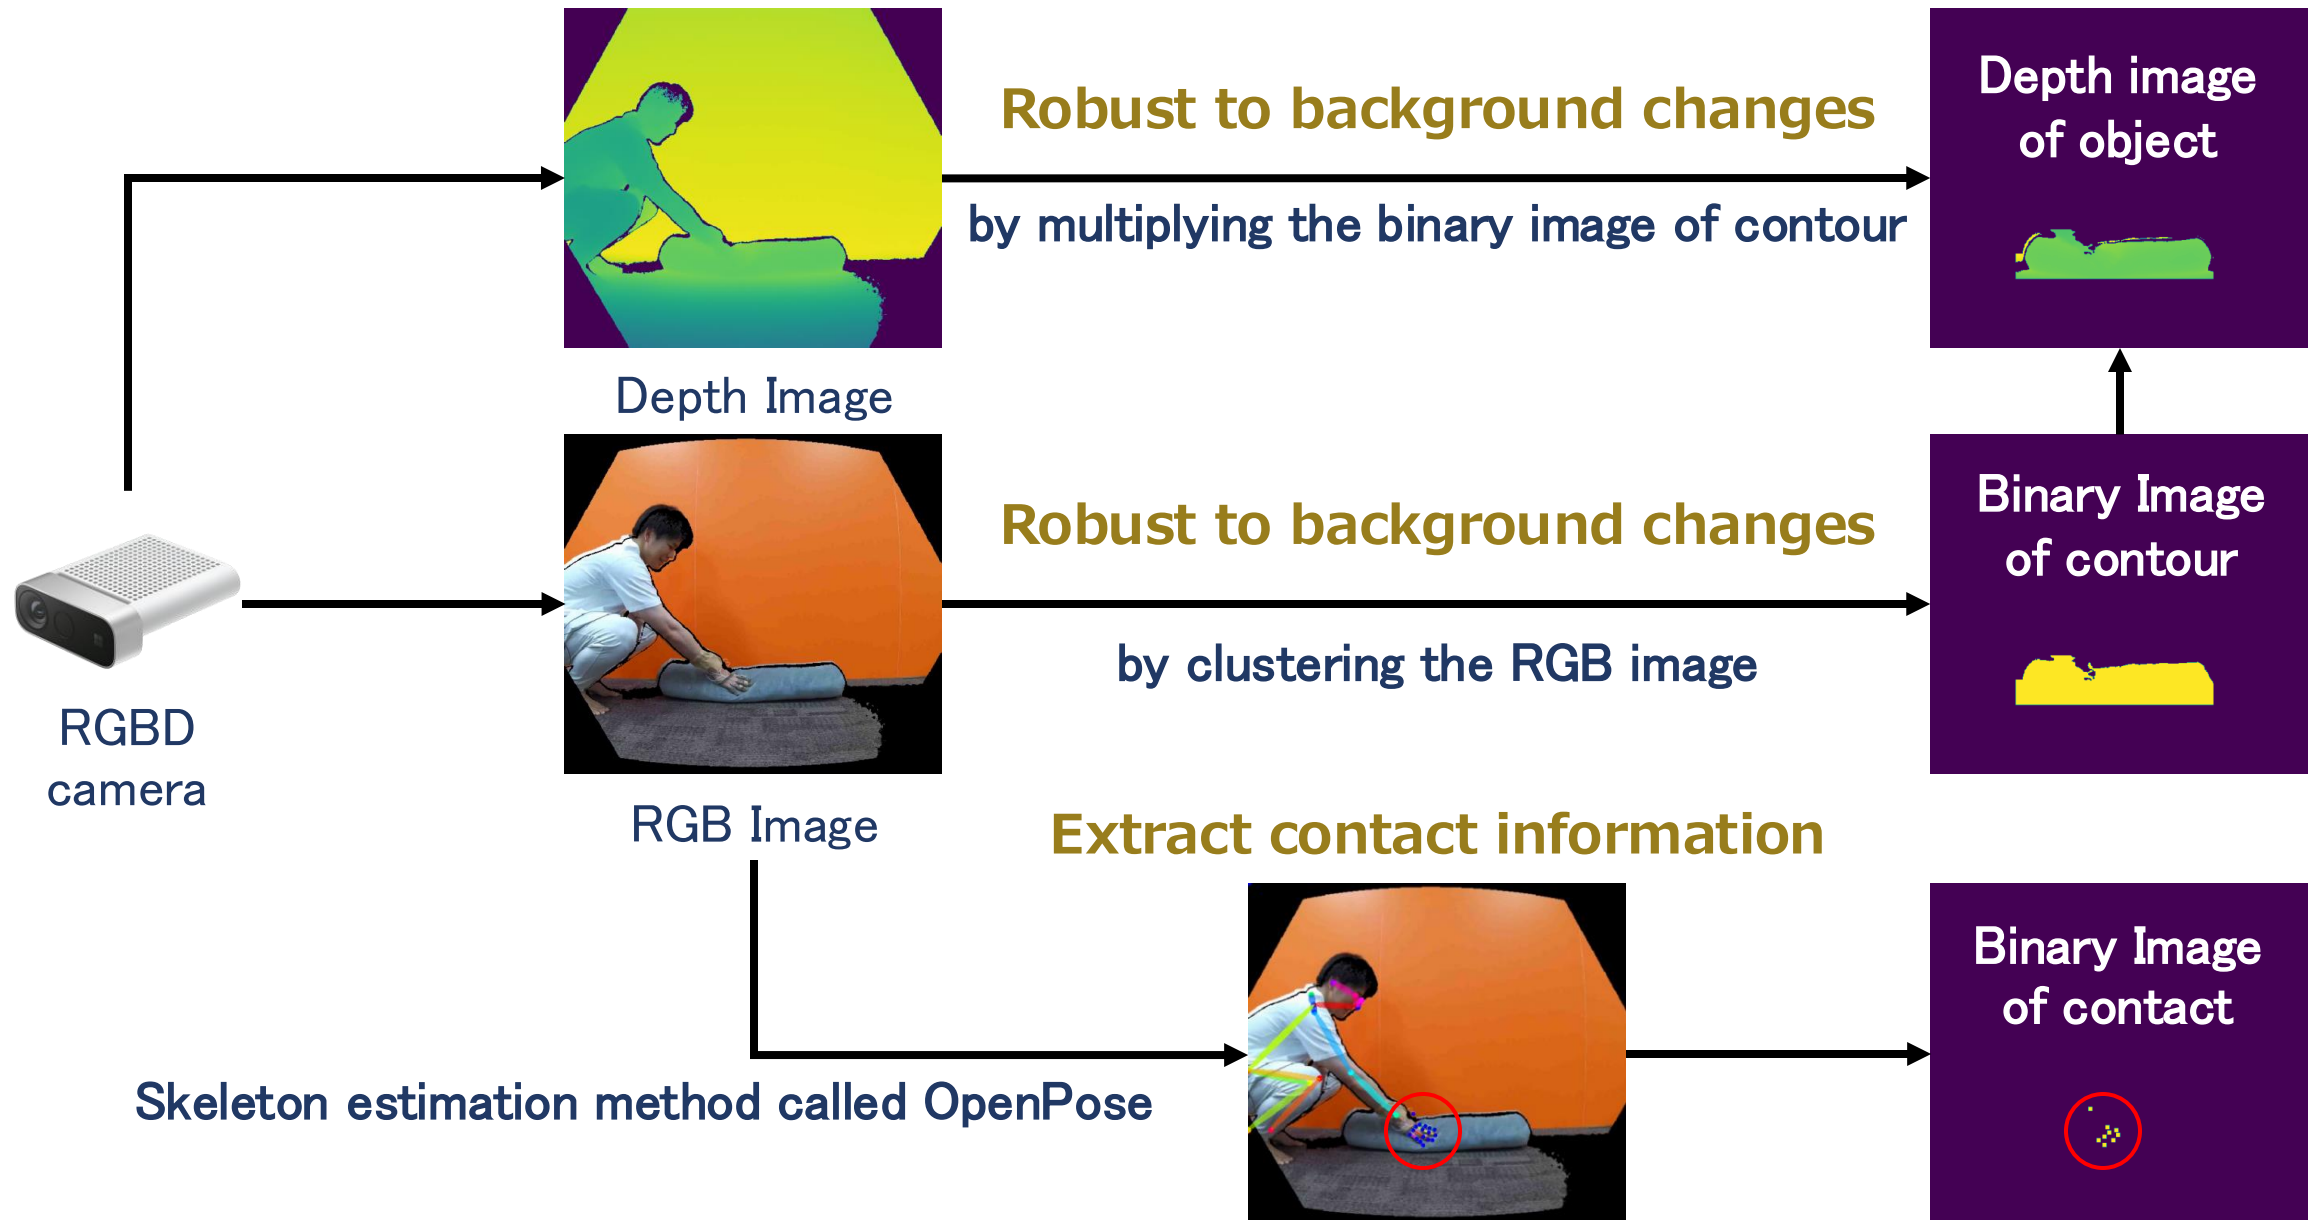 Robust to background changes
by multiplying the binary image of contour
Depth image
of object
Depth Image
Robust to background changes
by clustering the RGB image
Binary Image
of contour
RGBD
camera
RGB Image
Extract contact information
Skeleton estimation method called OpenPose
Binary Image
of contact